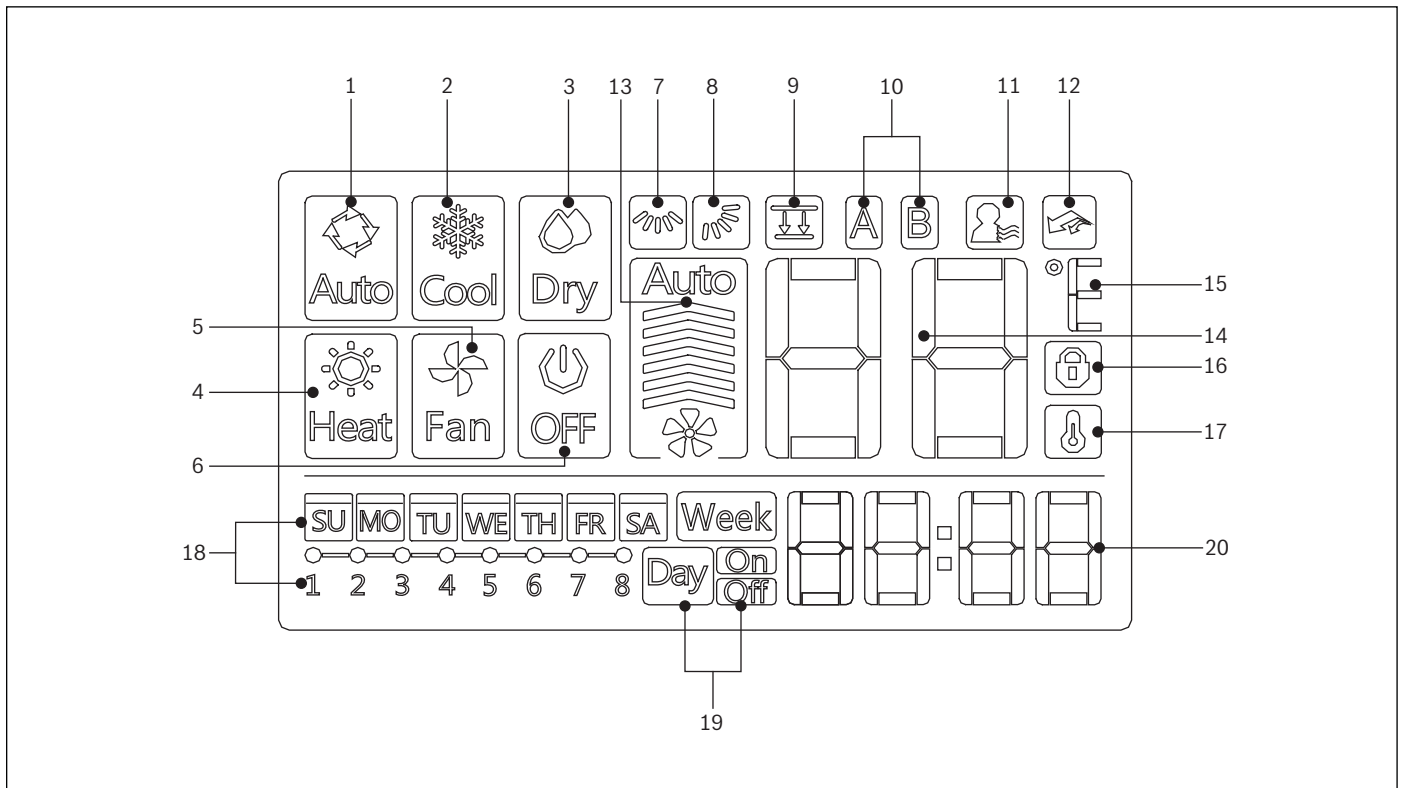 1 2 3 13 7 8 9 10 11 12
Auto Cool Dry Auto A B
5 15
14
16
4 Heat Fan OFF
17
6
SU MO TU WE TH FR SA Week
18 20
1 2 3 4 5 6 7 8 Day On
Off
19